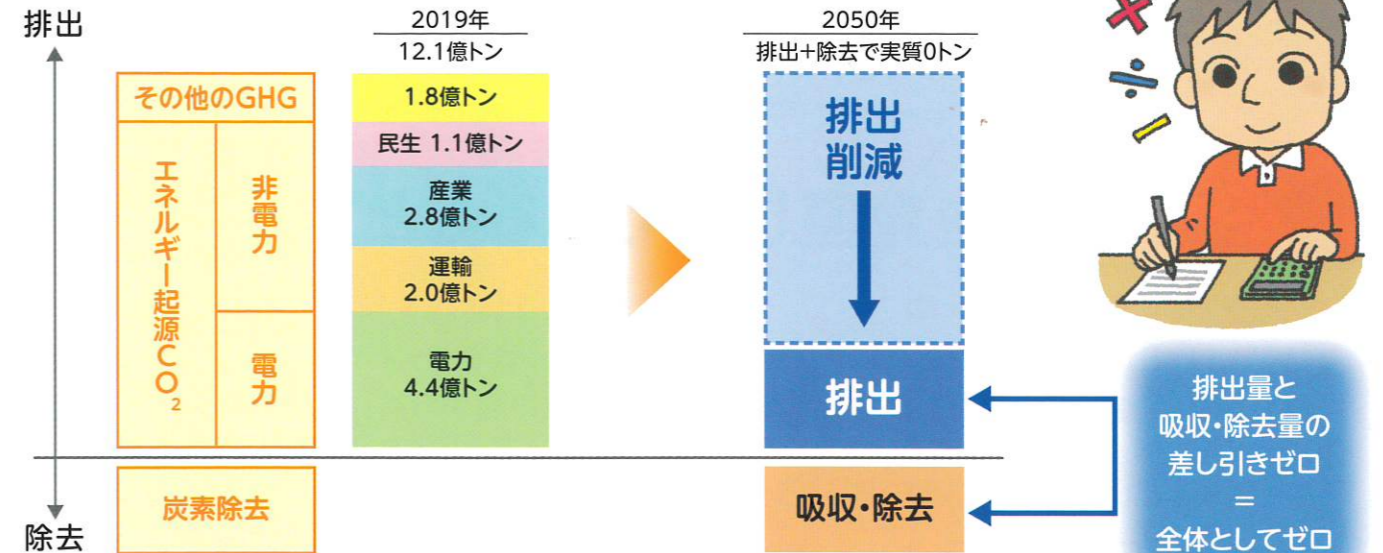 排出
2019年
12.1億トン
2050年
排出+除去で実質0トン
その他のGHG
エネルギー起源CO₂
非電力
電力
1.8億トン
民生 1.1億トン
産業
2.8億トン
運輸
2.0億トン
電力
4.4億トン
排出
削減
排出
排出量と
吸収・除去量の
差し引きゼロ
=
全体としてゼロ
炭素除去
吸収・除去
除去